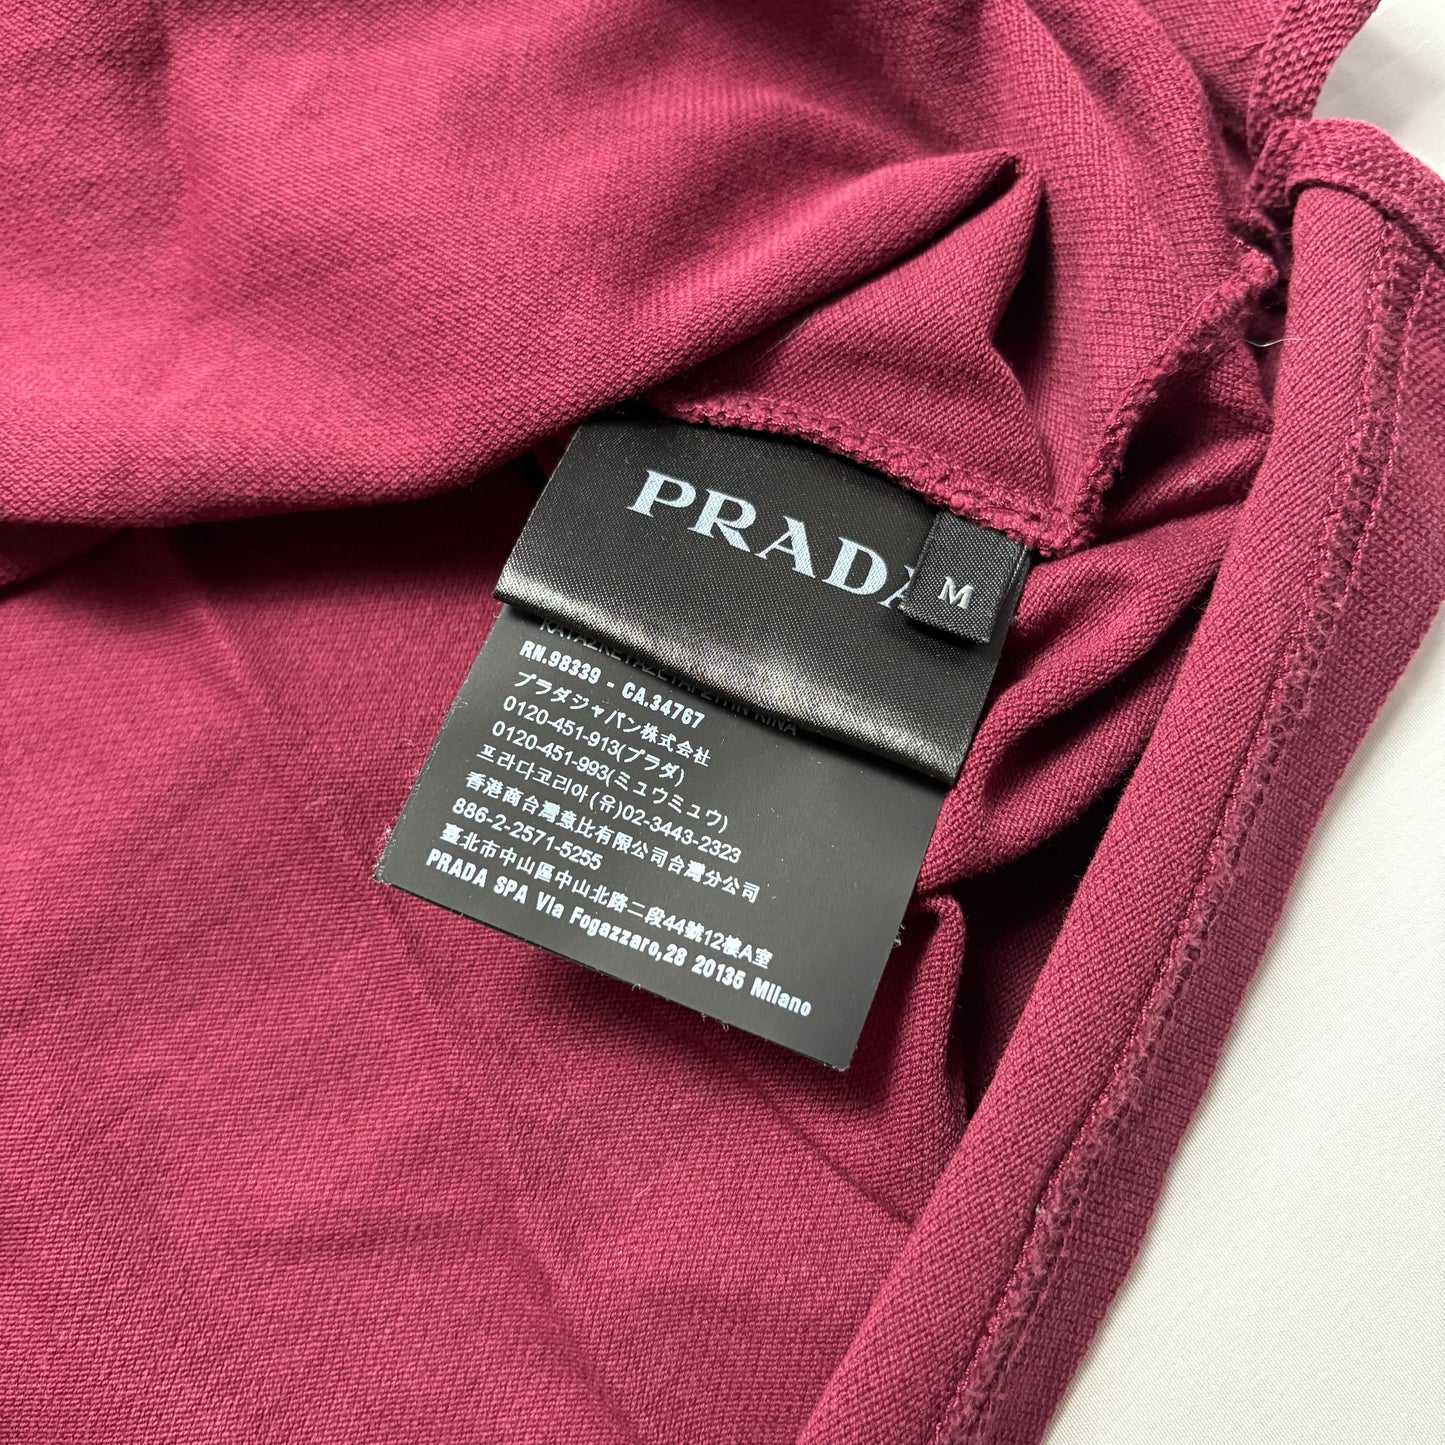 PRADA
M
RN.98339 - CA.34767
プラダジャパン株式会社
0120-451-913(プラダ)
0120-451-993(ミュウミュウ)
프라다코리아(유)02-3443-2323
香港商台灣意比有限公司台灣分公司
886-2-2571-5255
臺北市中山區中山北路二段44號12樓A室
PRADA SPA Via Fogazzaro,28 20135 Milano